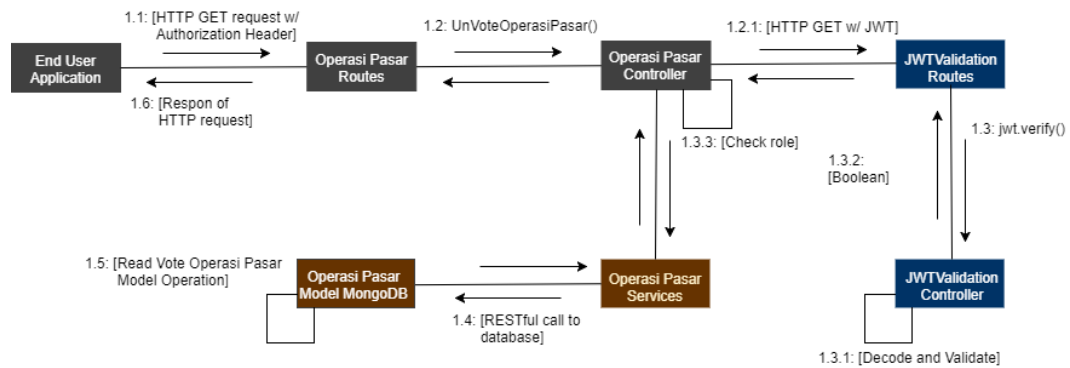 1.1: [HTTP GET request w/
Authorization Header]
1.2: UnVoteOperasiPasar()
1.2.1: [HTTP GET w/ JWT]
End User
Application
Operasi Pasar
Routes
Operasi Pasar
Controller
JWTValidation
Routes
1.6: [Respon of
HTTP request]
1.3.3: [Check role]
1.3: jwt.verify()
1.3.2:
[Boolean]
1.5: [Read Vote Operasi Pasar
Model Operation]
Operasi Pasar
Model MongoDB
Operasi Pasar
Services
JWTValidation
Controller
1.4: [RESTful call to
database]
1.3.1: [Decode and Validate]